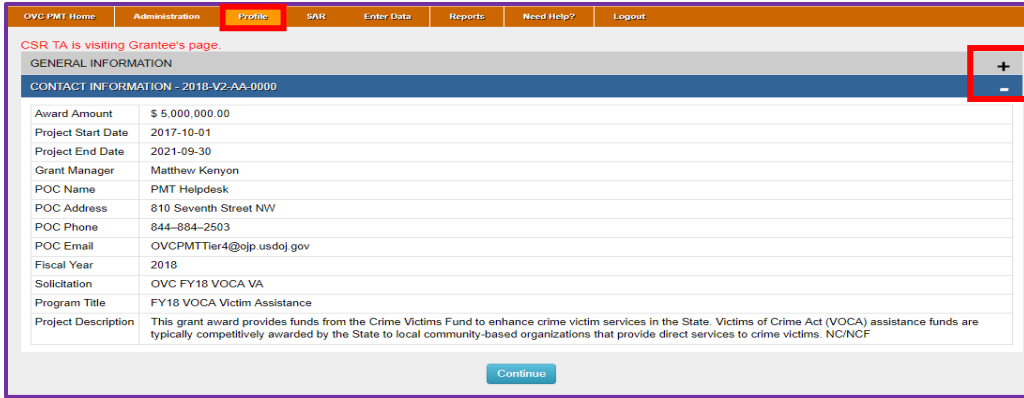 OVC PMT Home Administration Profile SAR Enter Data Reports Need Help? Logout
CSR TA is visiting Grantee's page.
GENERAL INFORMATION +
CONTACT INFORMATION - 2018-V2-AA-0000 -
Award Amount $ 5,000,000.00
Project Start Date 2017-10-01
Project End Date 2021-09-30
Grant Manager Matthew Kenyon
POC Name PMT Helpdesk
POC Address 810 Seventh Street NW
POC Phone 844–884–2503
POC Email OVCPMTTier4@ojp.usdoj.gov
Fiscal Year 2018
Solicitation OVC FY18 VOCA VA
Program Title FY18 VOCA Victim Assistance
Project Description This grant award provides funds from the Crime Victims Fund to enhance crime victim services in the State. Victims of Crime Act (VOCA) assistance funds are
typically competitively awarded by the State to local community-based organizations that provide direct services to crime victims. NC/NCF
Continue